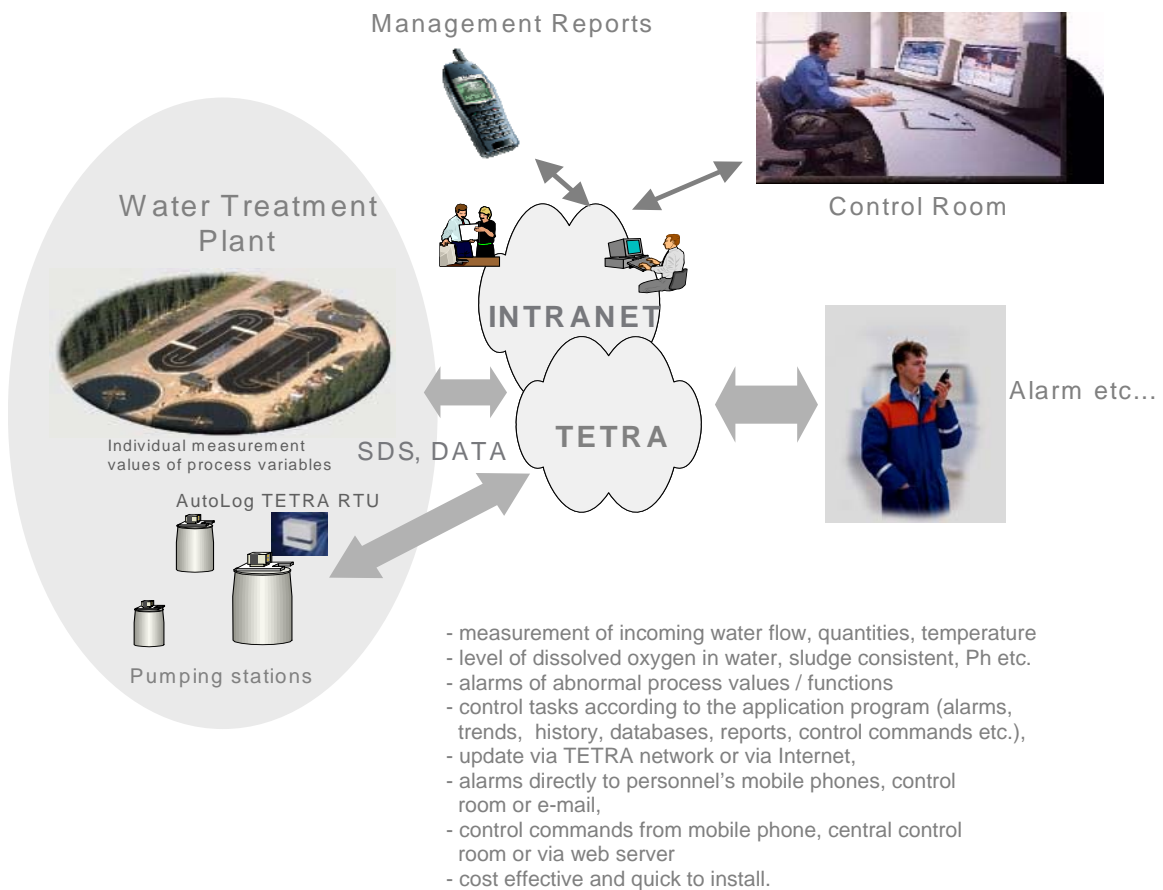 Management Reports
Control Room
Water Treatment
Plant
INTRANET
TETRA
Alarm etc...
Individual measurement
values of process variables
SDS, DATA
AutoLog TETRA RTU
Pumping stations
- measurement of incoming water flow, quantities, temperature
- level of dissolved oxygen in water, sludge consistent, Ph etc.
- alarms of abnormal process values / functions
- control tasks according to the application program (alarms,
trends, history, databases, reports, control commands etc.),
- update via TETRA network or via Internet,
- alarms directly to personnel's mobile phones, control
room or e-mail,
- control commands from mobile phone, central control
room or via web server
- cost effective and quick to install.